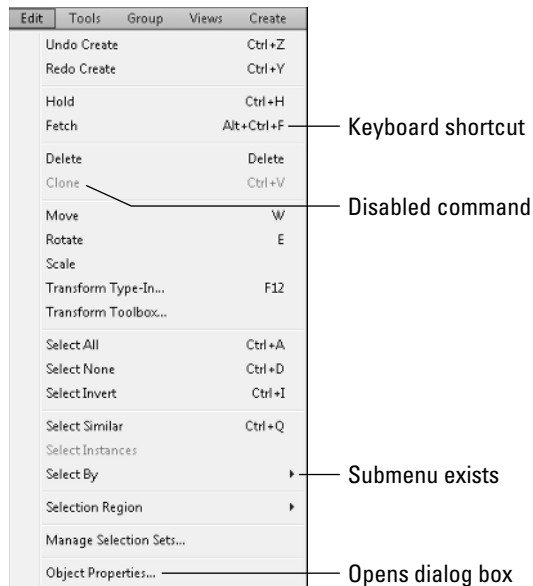 Edit Tools Group Views Create
Undo Create Ctrl+Z
Redo Create Ctrl+Y
Hold Ctrl+H
Fetch Alt+Ctrl+F Keyboard shortcut
Delete Delete
Clone Ctrl+V
Disabled command
Move W
Rotate E
Scale
Transform Type-In... F12
Transform Toolbox...
Select All Ctrl+A
Select None Ctrl+D
Select Invert Ctrl+I
Select Similar Ctrl+Q
Select Instances
Select By Submenu exists
Selection Region
Manage Selection Sets...
Object Properties... Opens dialog box